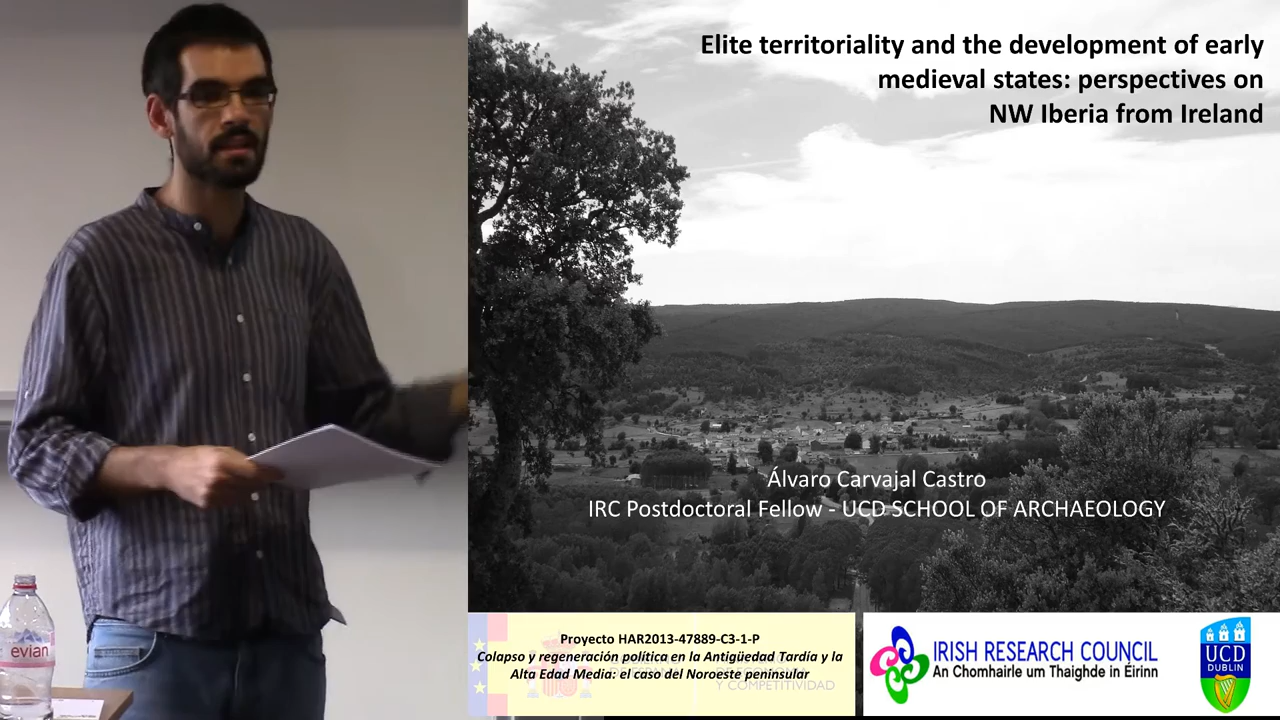 Elite territoriality and the development of early
medieval states: perspectives on
NW Iberia from Ireland
Álvaro Carvajal Castro
IRC Postdoctoral Fellow - UCD SCHOOL OF ARCHAEOLOGY
Proyecto HAR2013-47889-C3-1-P
Colapso y regeneración política en la Antigüedad Tardía y la
Alta Edad Media: el caso del Noroeste peninsular
Y COMPETITIVIDAD
IRISH RESEARCH COUNCIL
An Chomhairle um Thaighde in Éirinn
UCD
DUBLIN
evian